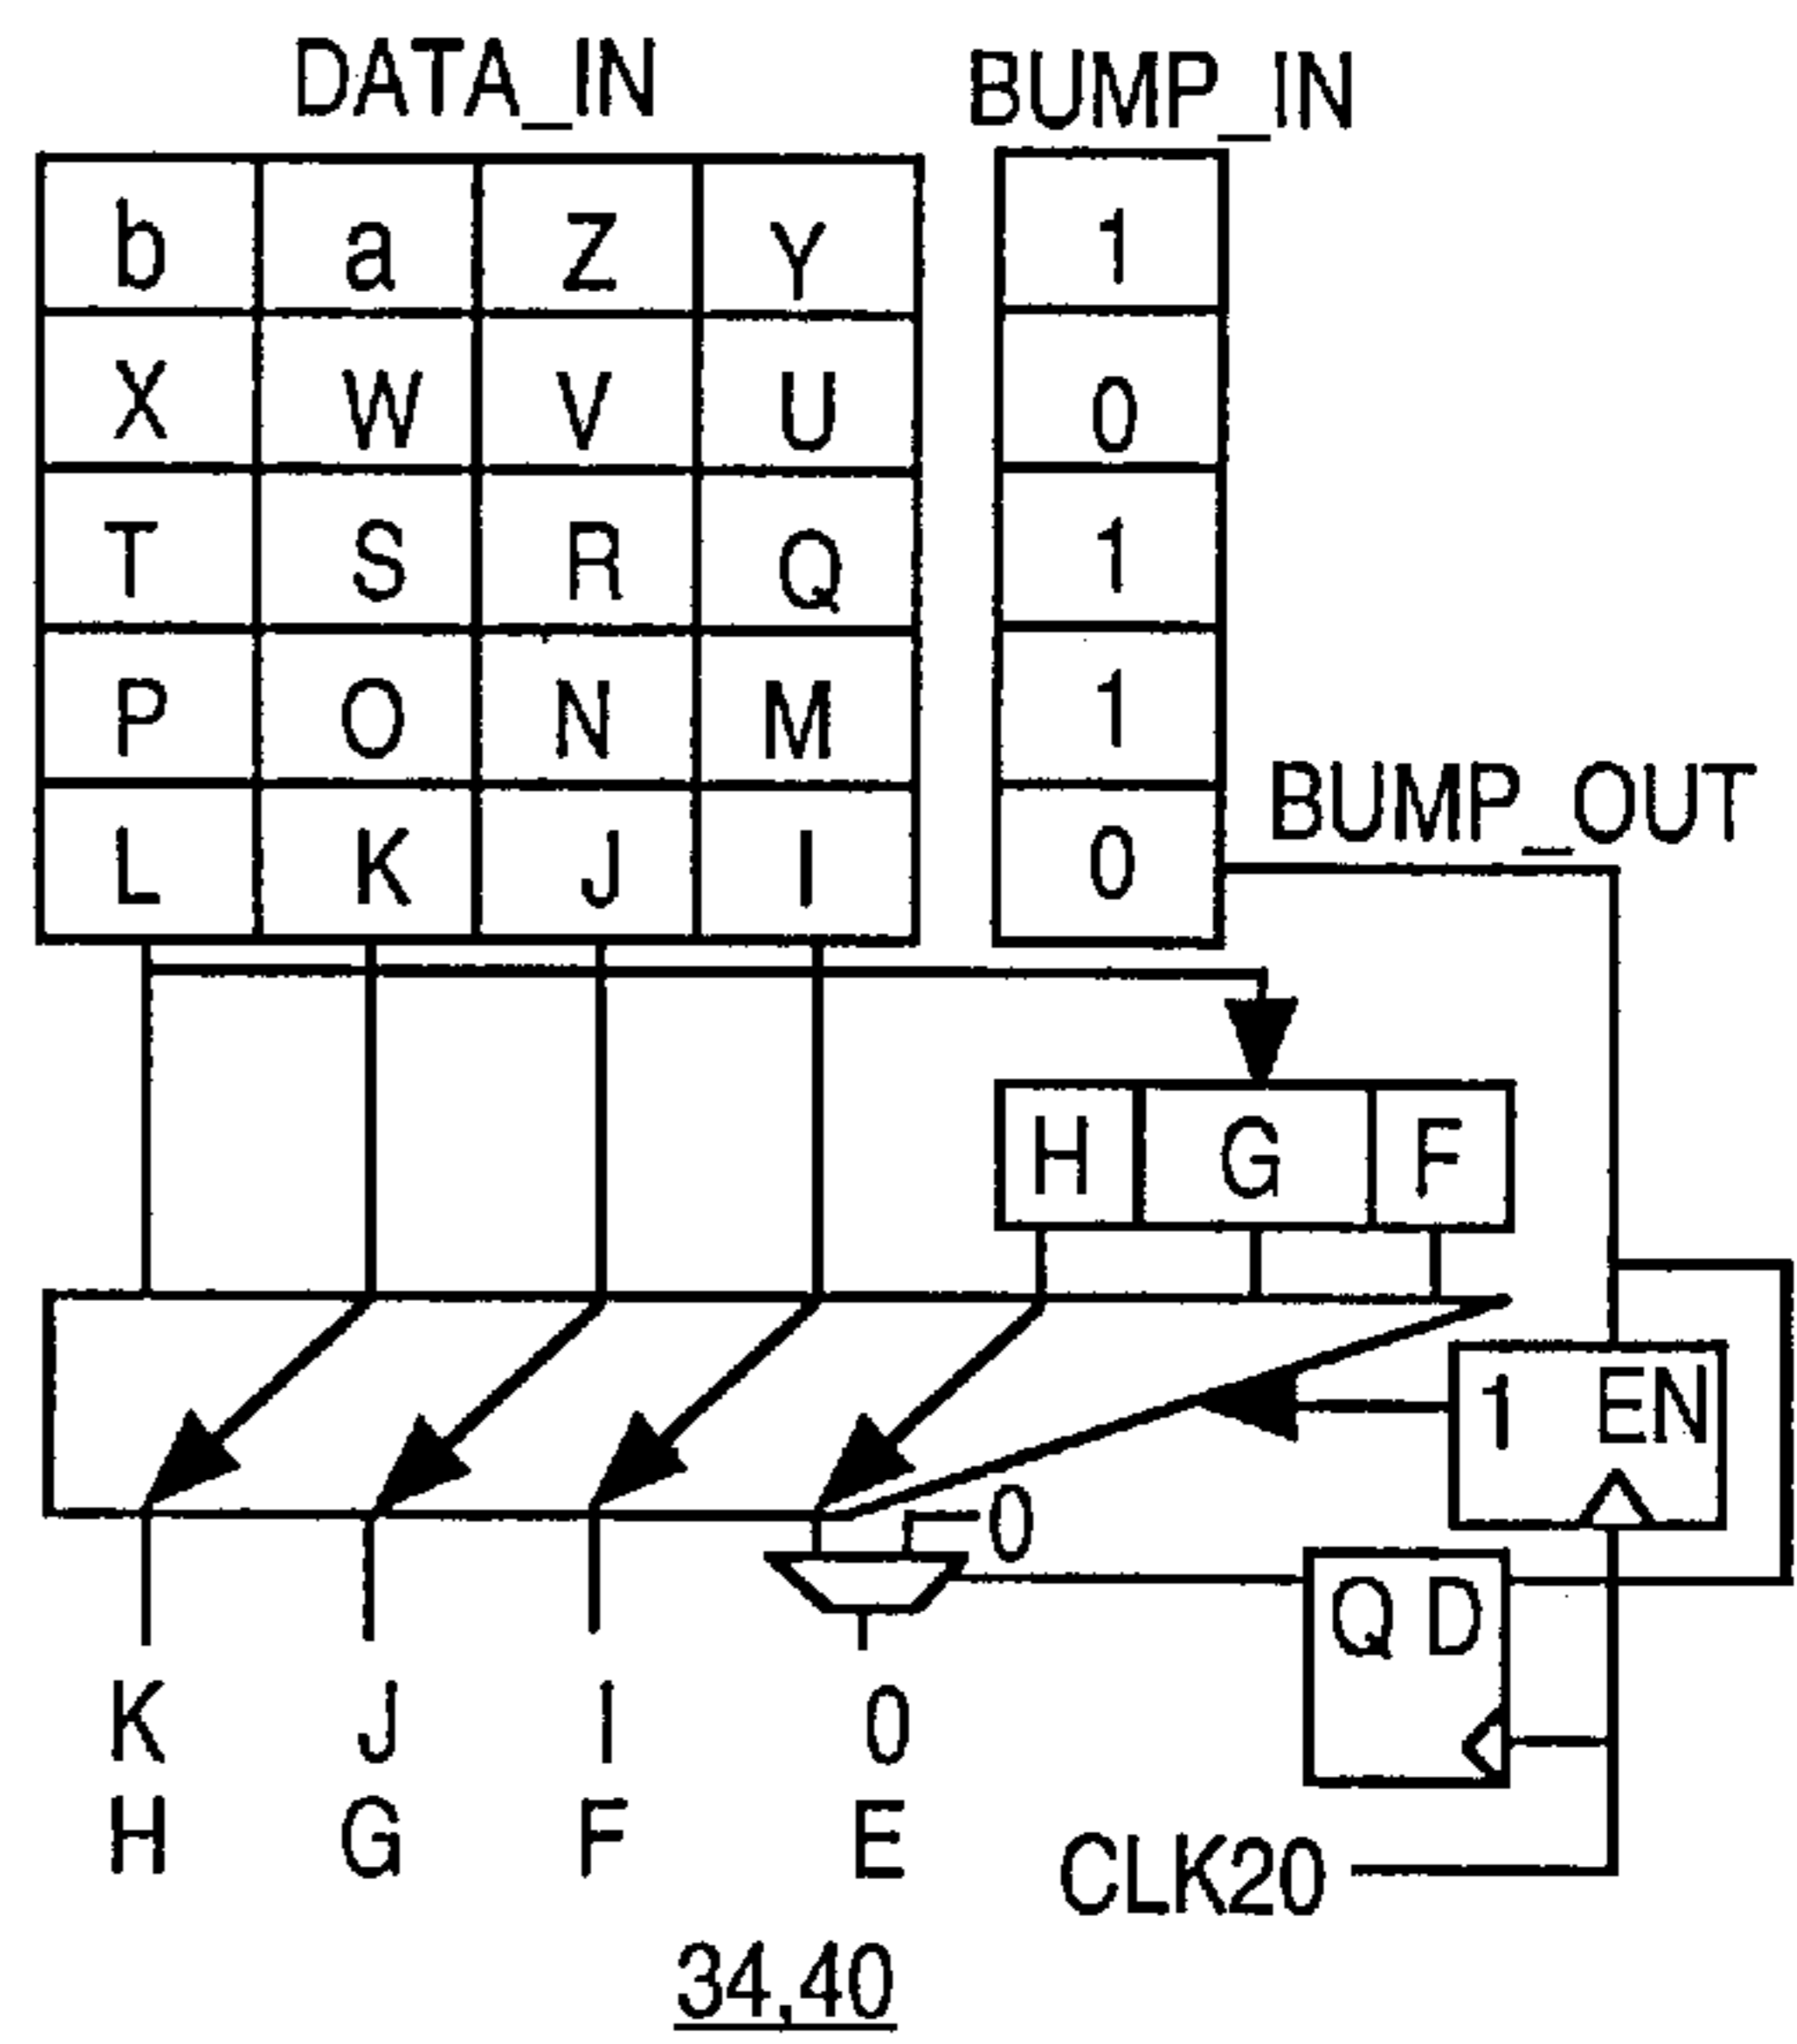 DATA_IN BUMP_IN
b a Z Y 1
X W V U 0
T S R Q 1
P O N M 1
BUMP_OUT
L K J I 0
H G F
1 EN
0
Q D
K J I 0
H G F E
CLK20
34,40